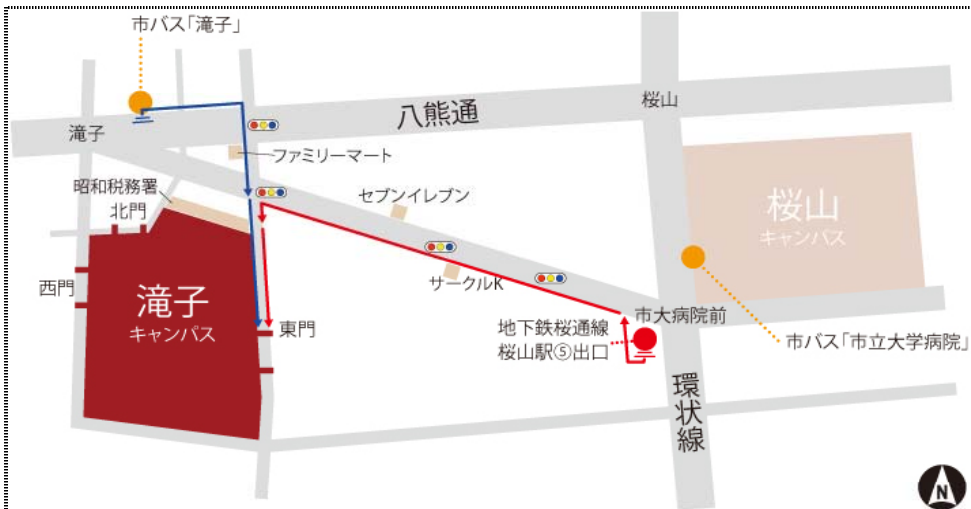 市バス「滝子」
桜山
八熊通
滝子
ファミリーマート
昭和税務署
北門
セブンイレブン
桜山
キャンパス
サークルK
西門
滝子
キャンパス
東門
市大病院前
地下鉄桜通線
桜山駅⑤出口
市バス「市立大学病院」
環状線
N